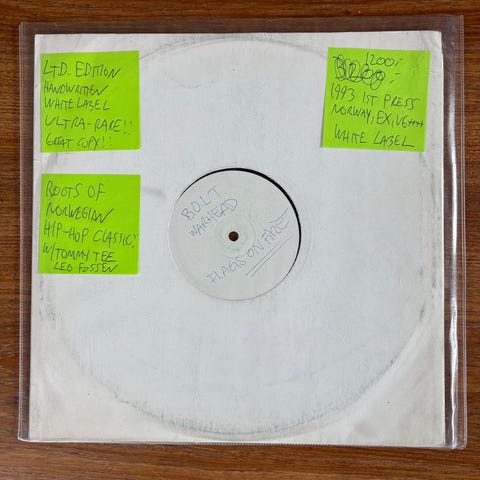 LTD. EDITION
HANDWRITTEN
WHITE LABEL
ULTRA-RARE!!
GREAT COPY!!
1200,-
1993 1ST PRESS
NORWAY, EX, VG++++
WHITE LABEL
ROOTS OF
NORWEGIAN
HIP-HOP CLASSIC!!
W/TOMMY TEE
LEO FOSSEN
B.O.L.T
WARHEAD
FLAGS ON FIRE